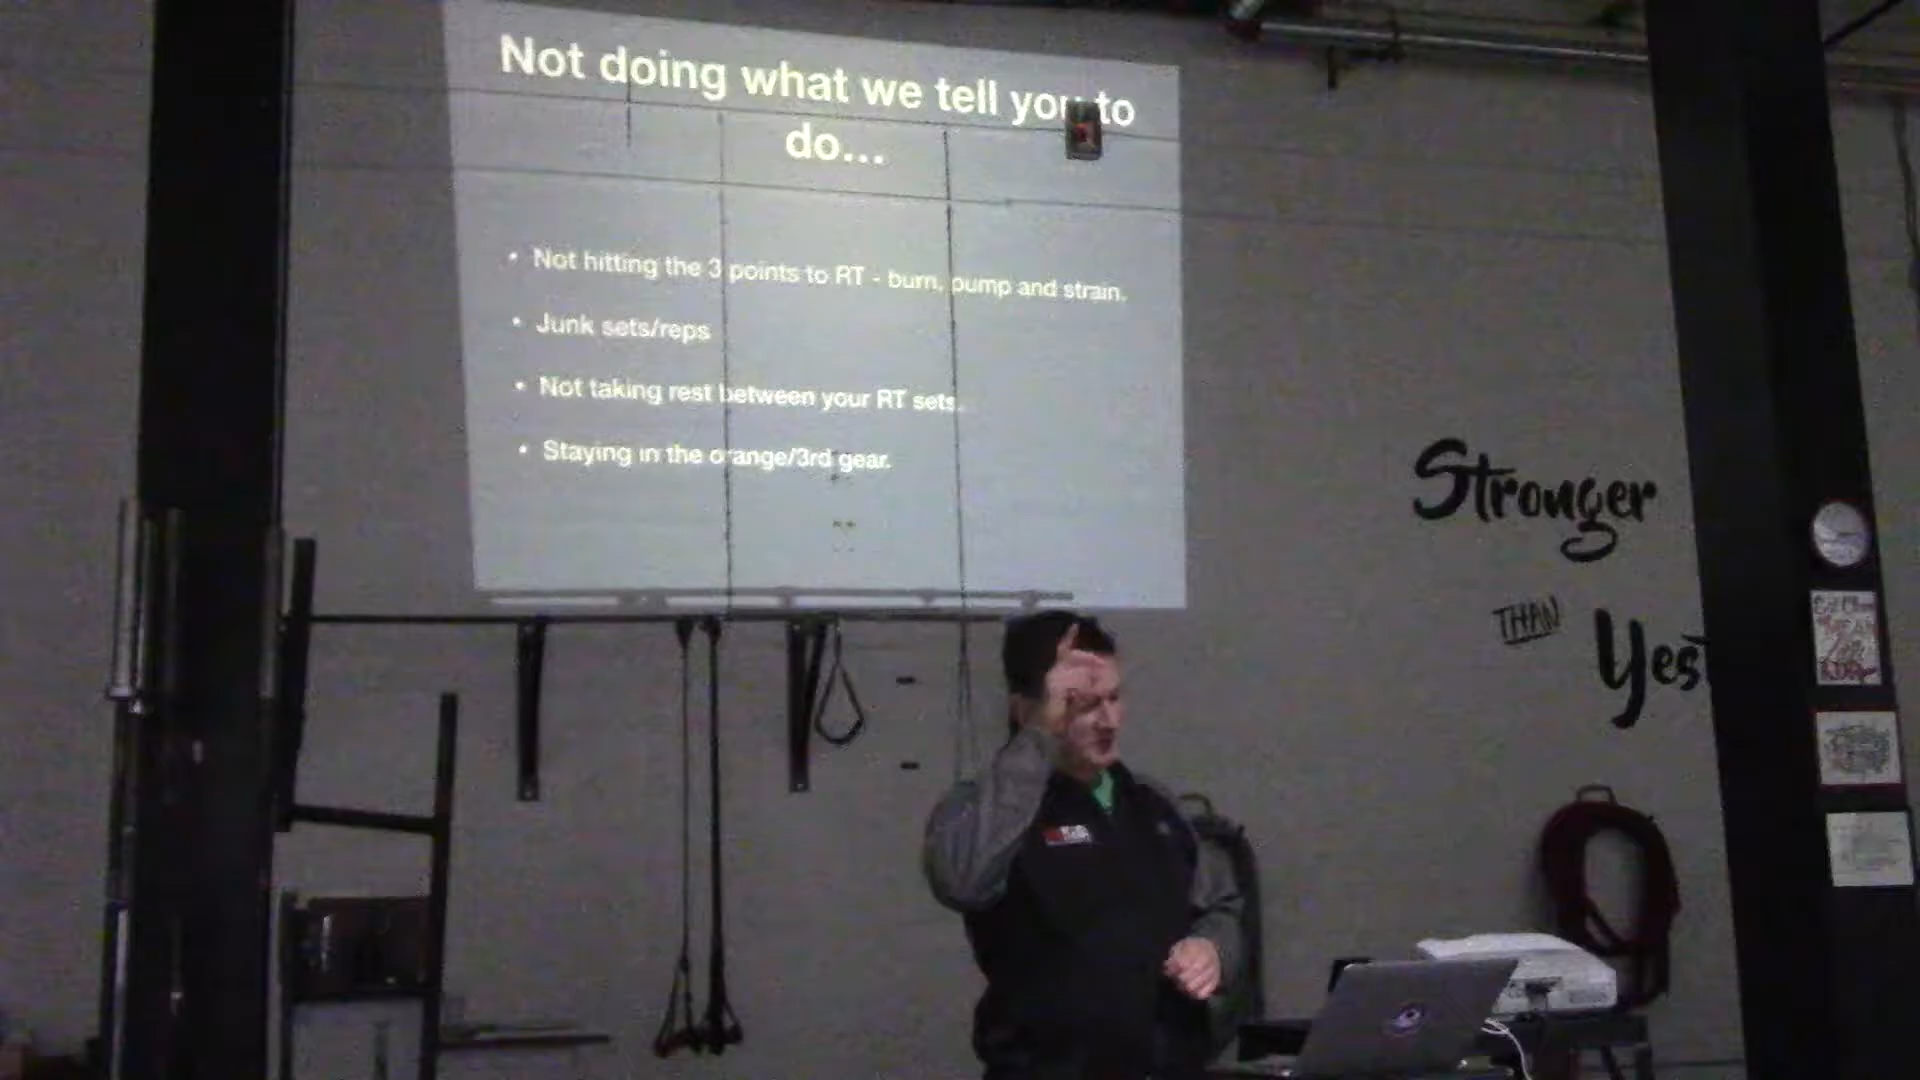 Not doing what we tell you to
do...
• Not hitting the 3 points to RT - burn, pump and strain.
• Junk sets/reps
• Not taking rest between your RT sets.
• Staying in the orange/3rd gear.
Stronger
THAN
Yest